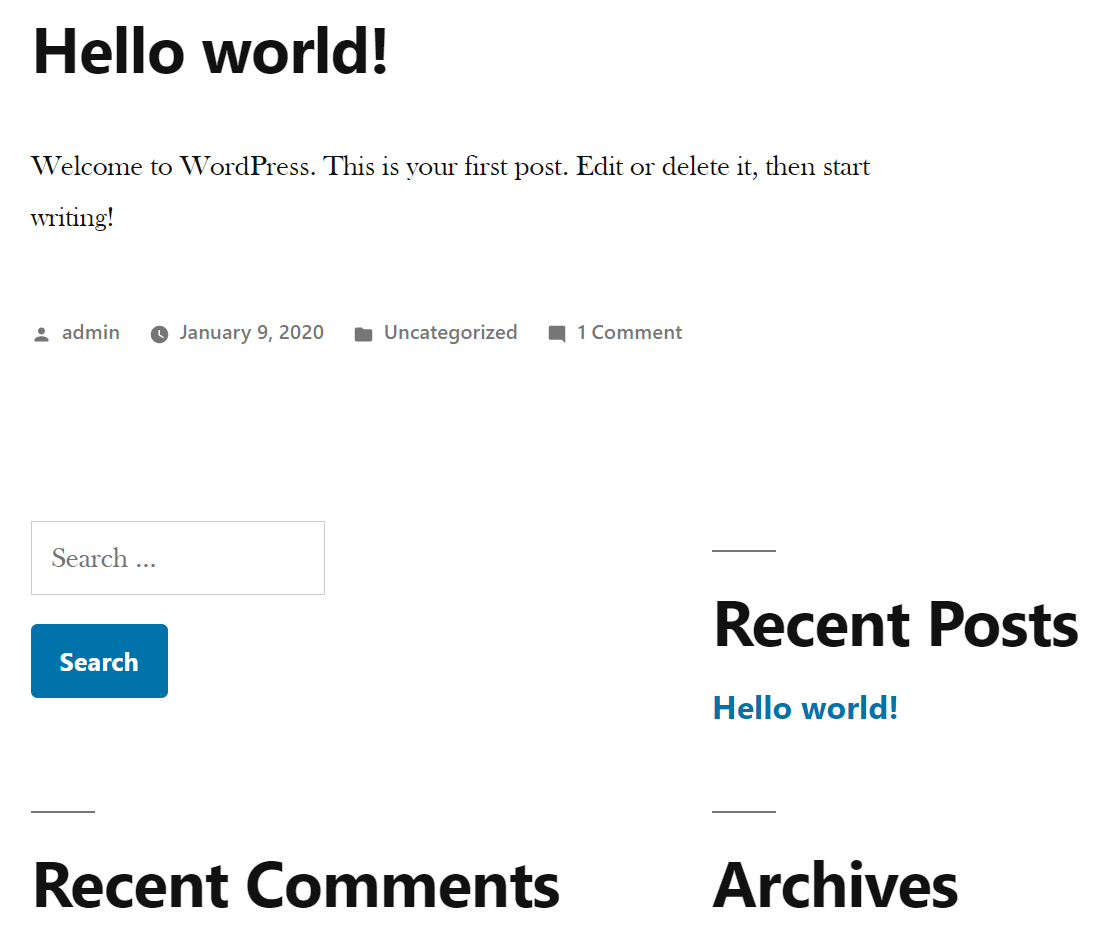 Hello world!
Welcome to WordPress. This is your first post. Edit or delete it, then start
writing!
admin January 9, 2020 Uncategorized 1 Comment
Search ...
Search
Recent Posts
Hello world!
Recent Comments
Archives